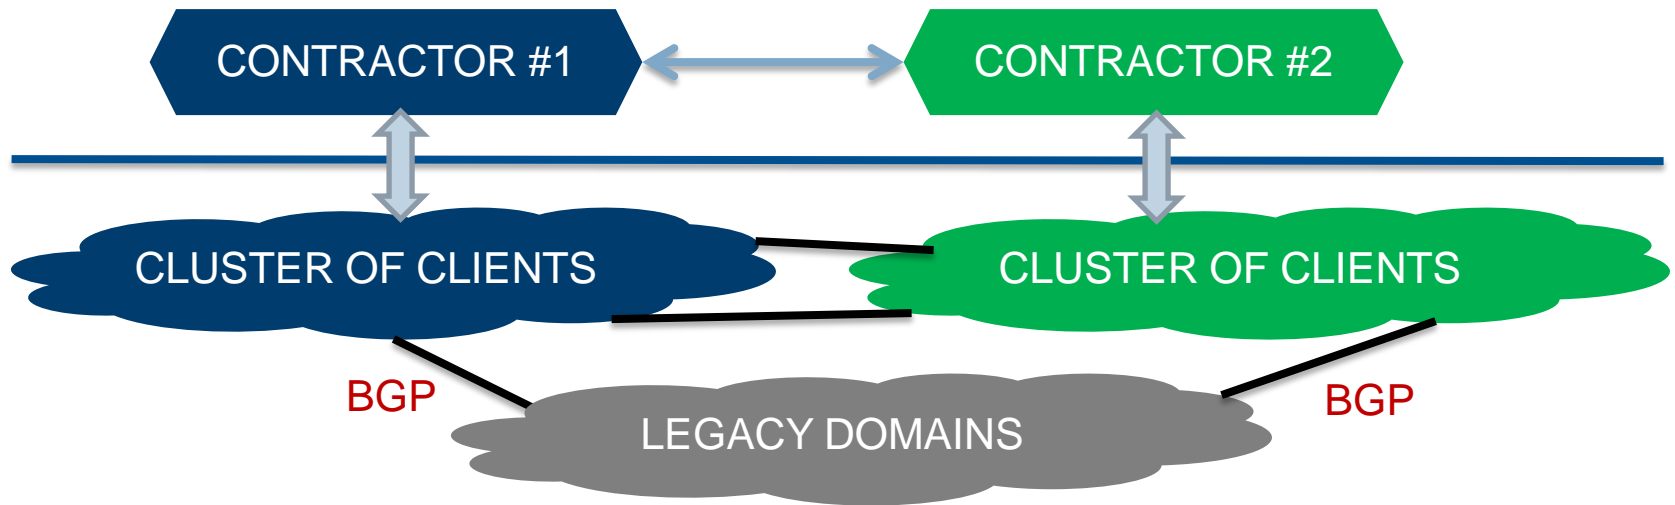 CONTRACTOR #1
CONTRACTOR #2
CLUSTER OF CLIENTS
CLUSTER OF CLIENTS
BGP
BGP
LEGACY DOMAINS